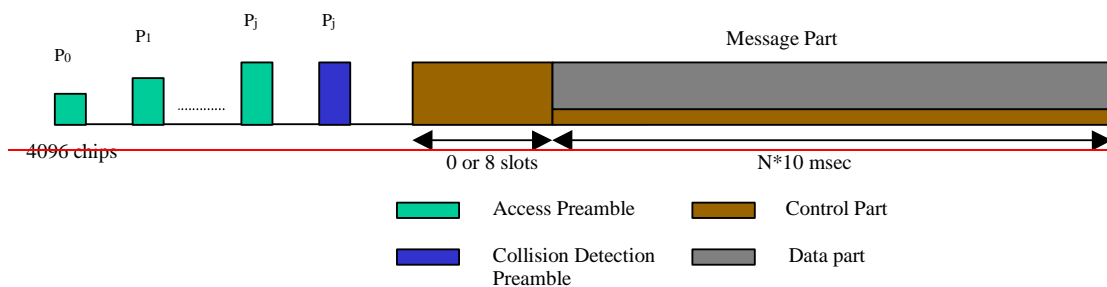 P0
P1
Pj
Pj
Message Part
.............
4096 chips
0 or 8 slots
N*10 msec
Access Preamble
Control Part
Collision Detection
Preamble
Data part